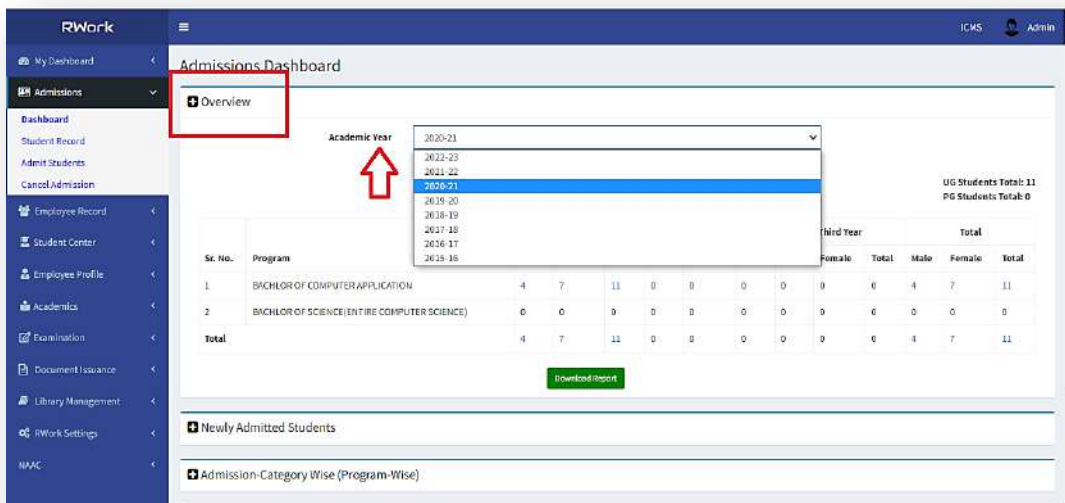 RWork
ICMS
Admin
My Dashboard
Admissions
Dashboard
Student Record
Admit Students
Cancel Admission
Employee Record
Student Center
Employee Profile
Academics
Examination
Document Issuance
Library Management
RWork Settings
NAAC
Admissions Dashboard
Overview
Academic Year 2020-21
2022-23
2021-22
2020-21
2019-20
2018-19
2017-18
2016-17
2015-16
UG Students Total: 11
PG Students Total: 0
Third Year Total
Sr. No. Program Female Total Male Female Total
1 BACHLOR OF COMPUTER APPLICATION 4 7 11 0 0 0 0 0 0 4 7 11
2 BACHLOR OF SCIENCE(ENTIRE COMPUTER SCIENCE) 0 0 0 0 0 0 0 0 0 0 0 0
Total 4 7 11 0 0 0 0 0 0 4 7 11
Download Report
Newly Admitted Students
Admission-Category Wise (Program-Wise)